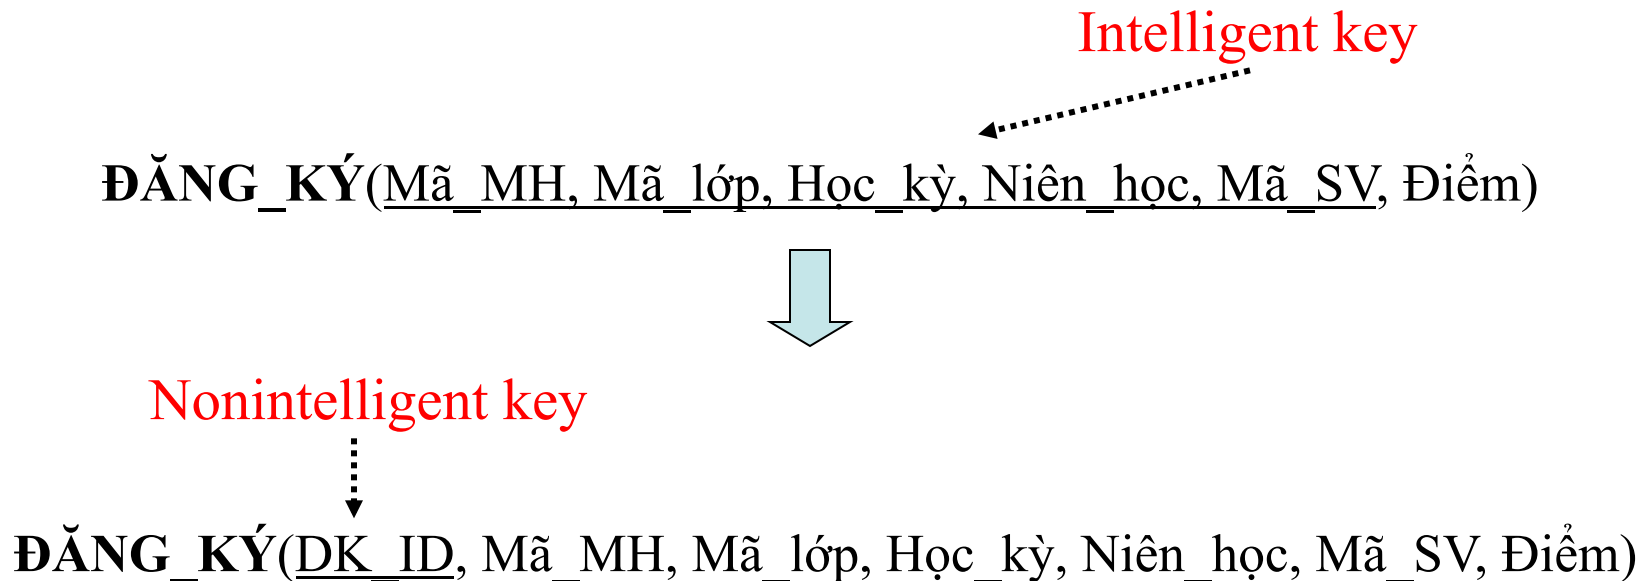 Intelligent key
ĐĂNG_KÝ(Mã_MH, Mã_lớp, Học_kỳ, Niên_học, Mã_SV, Điểm)
Nonintelligent key
ĐĂNG_KÝ(DK_ID, Mã_MH, Mã_lớp, Học_kỳ, Niên_học, Mã_SV, Điểm)